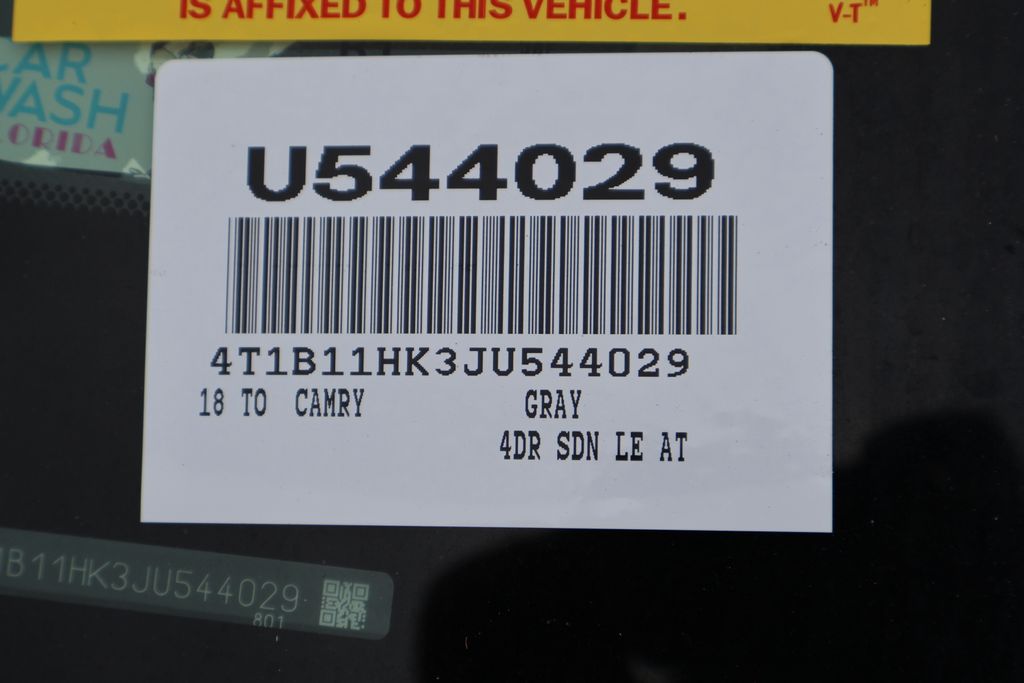 IS AFFIXED TO THIS VEHICLE.
V-T™
AR
WASH
ORIDA
U544029
4T1B11HK3JU544029
18 TO CAMRY GRAY
4DR SDN LE AT
1B11HK3JU544029
801